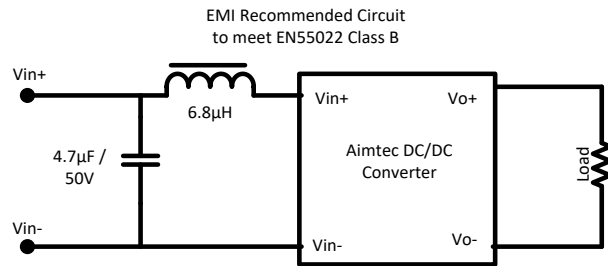 EMI Recommended Circuit
to meet EN55022 Class B
Vin+
6.8µH
Vin+
Vo+
4.7µF /
50V
Aimtec DC/DC
Converter
Load
Vin-
Vin-
Vo-